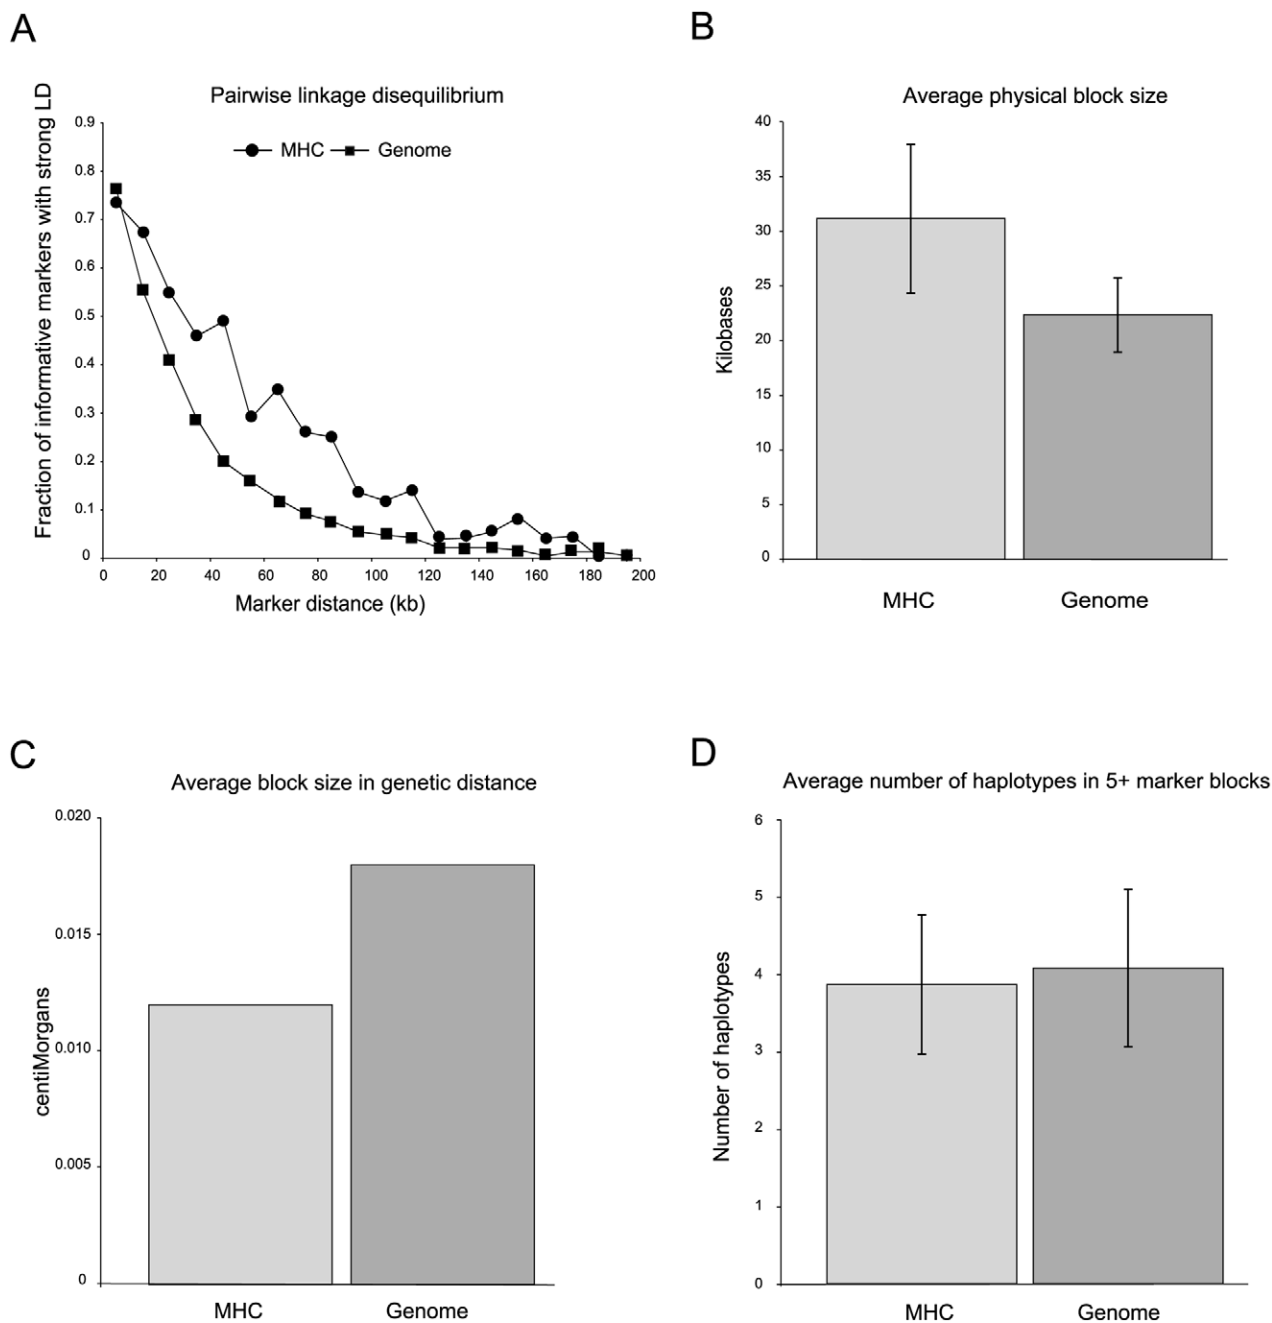 A
Pairwise linkage disequilibrium
Fraction of informative markers with strong LD
0.9
0.8
0.7
0.6
0.5
0.4
0.3
0.2
0.1
0
MHC Genome
0 20 40 60 80 100 120 140 160 180 200
Marker distance (kb)
B
Average physical block size
Kilobases
40
35
30
25
20
15
10
5
0
MHC Genome
C
Average block size in genetic distance
centiMorgans
0.020
0.015
0.010
0.005
0
MHC Genome
D
Average number of haplotypes in 5+ marker blocks
Number of haplotypes
6
5
4
3
2
1
0
MHC Genome